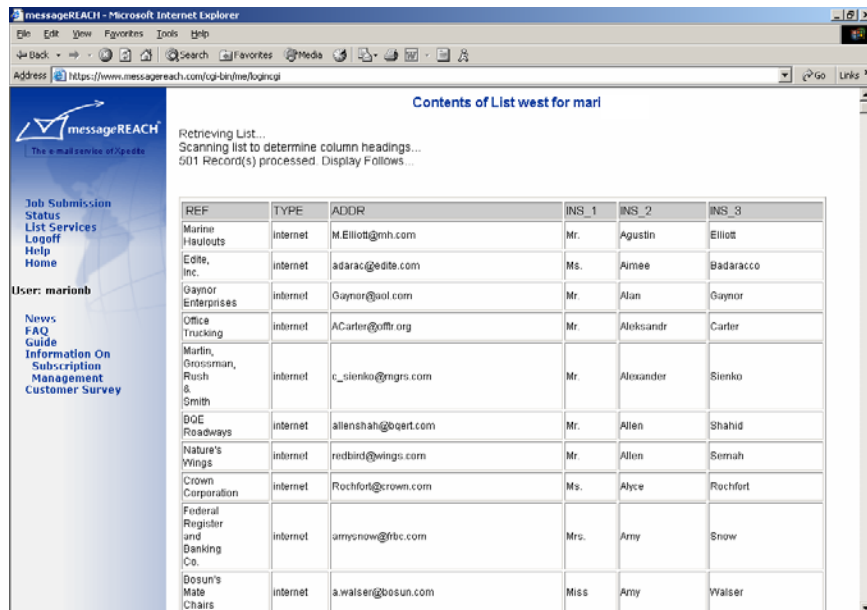 messageREACH - Microsoft Internet Explorer
File Edit View Favorites Tools Help
Back Search Favorites Media
Address https://www.messagereach.com/cgi-bin/me/logincgi Go Links
messageREACH
The e-mail service of Xpedite
Job Submission
Status
List Services
Logoff
Help
Home
User: marionb
News
FAQ
Guide
Information On
Subscription
Management
Customer Survey
Contents of List west for mari
Retrieving List...
Scanning list to determine column headings...
501 Record(s) processed. Display Follows...
REF TYPE ADDR INS_1 INS_2 INS_3
Marine
Haulouts internet M.Elliott@mh.com Mr. Agustin Elliott
Edite,
Inc. internet adarac@edite.com Ms. Aimee Badaracco
Gaynor
Enterprises internet Gaynor@aol.com Mr. Alan Gaynor
Office
Trucking internet ACarter@offtr.org Mr. Aleksandr Carter
Martin,
Grossman,
Rush
&
Smith internet c_sienko@mgrs.com Mr. Alexander Sienko
BQE
Roadways internet allenshah@bqert.com Mr. Allen Shahid
Nature's
Wings internet redbird@wings.com Mr. Allen Semah
Crown
Corporation internet Rochfort@crown.com Ms. Alyce Rochfort
Federal
Register
and
Banking
Co. internet amysnow@frbc.com Mrs. Amy Snow
Bosun's
Mate
Chairs internet a.walser@bosun.com Miss Amy Walser